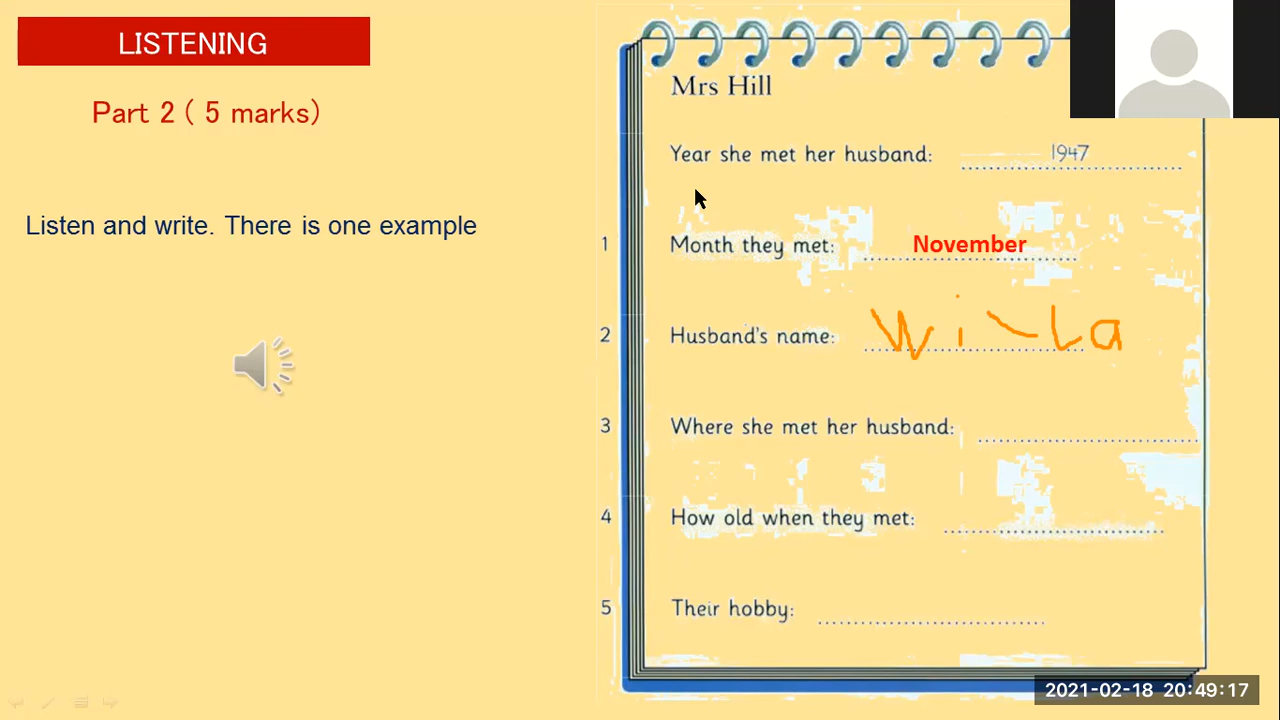 LISTENING
Part 2 ( 5 marks)
Listen and write. There is one example
Mrs Hill
Year she met her husband: 1947
1 Month they met: November
2 Husband's name:
3 Where she met her husband:
4 How old when they met:
5 Their hobby:
2021-02-18 20:49:17